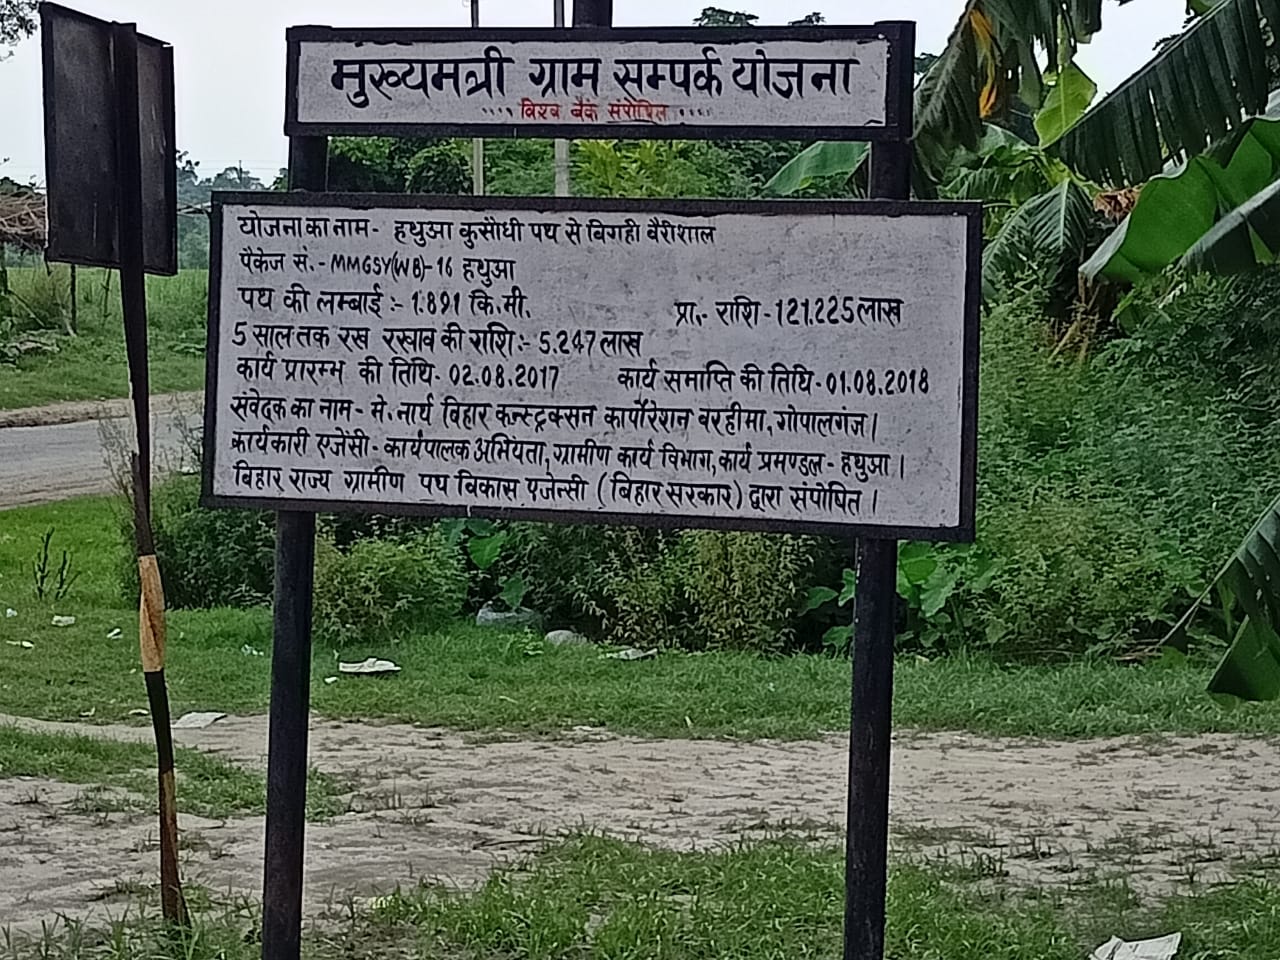 मुख्यमत्री ग्राम सम्पर्क योजना
.... विश्व बैंक संपोषित ....
योजना का नाम - हथुआ कुसौधी पथ से बिगही बैरीशाल
पैकेज सं.- MMGSY(WB)-16 हथुआ
पथ की लम्बाई :- 1.891 कि.मी. प्रा.- राशि - 121.225 लाख
5 साल तक रख रखाव की राशि :- 5.247 लाख
कार्य प्रारम्भ की तिथि - 02.08.2017 कार्य समाप्ति की तिथि - 01.08.2018
संवेदक का नाम - मे. नार्थ बिहार कन्स्ट्रक्सन कार्पोरेशन बरहीमा, गोपालगंज।
कार्यकारी एजेंसी - कार्यपालक अभियंता, ग्रामीण कार्य विभाग, कार्य प्रमण्डल - हथुआ।
बिहार राज्य ग्रामीण पथ विकास एजेन्सी (बिहार सरकार) द्वारा संपोषित।